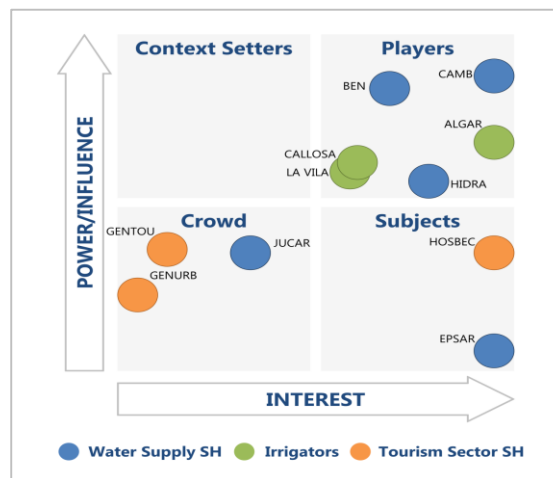 Context Setters
Players
BEN
CAMB
ALGAR
CALLOSA
LA VILA
HIDRA
POWER/INFLUENCE
Crowd
Subjects
GENTOU
JUCAR
HOSBEC
GENURB
EPSAR
INTEREST
Water Supply SH
Irrigators
Tourism Sector SH